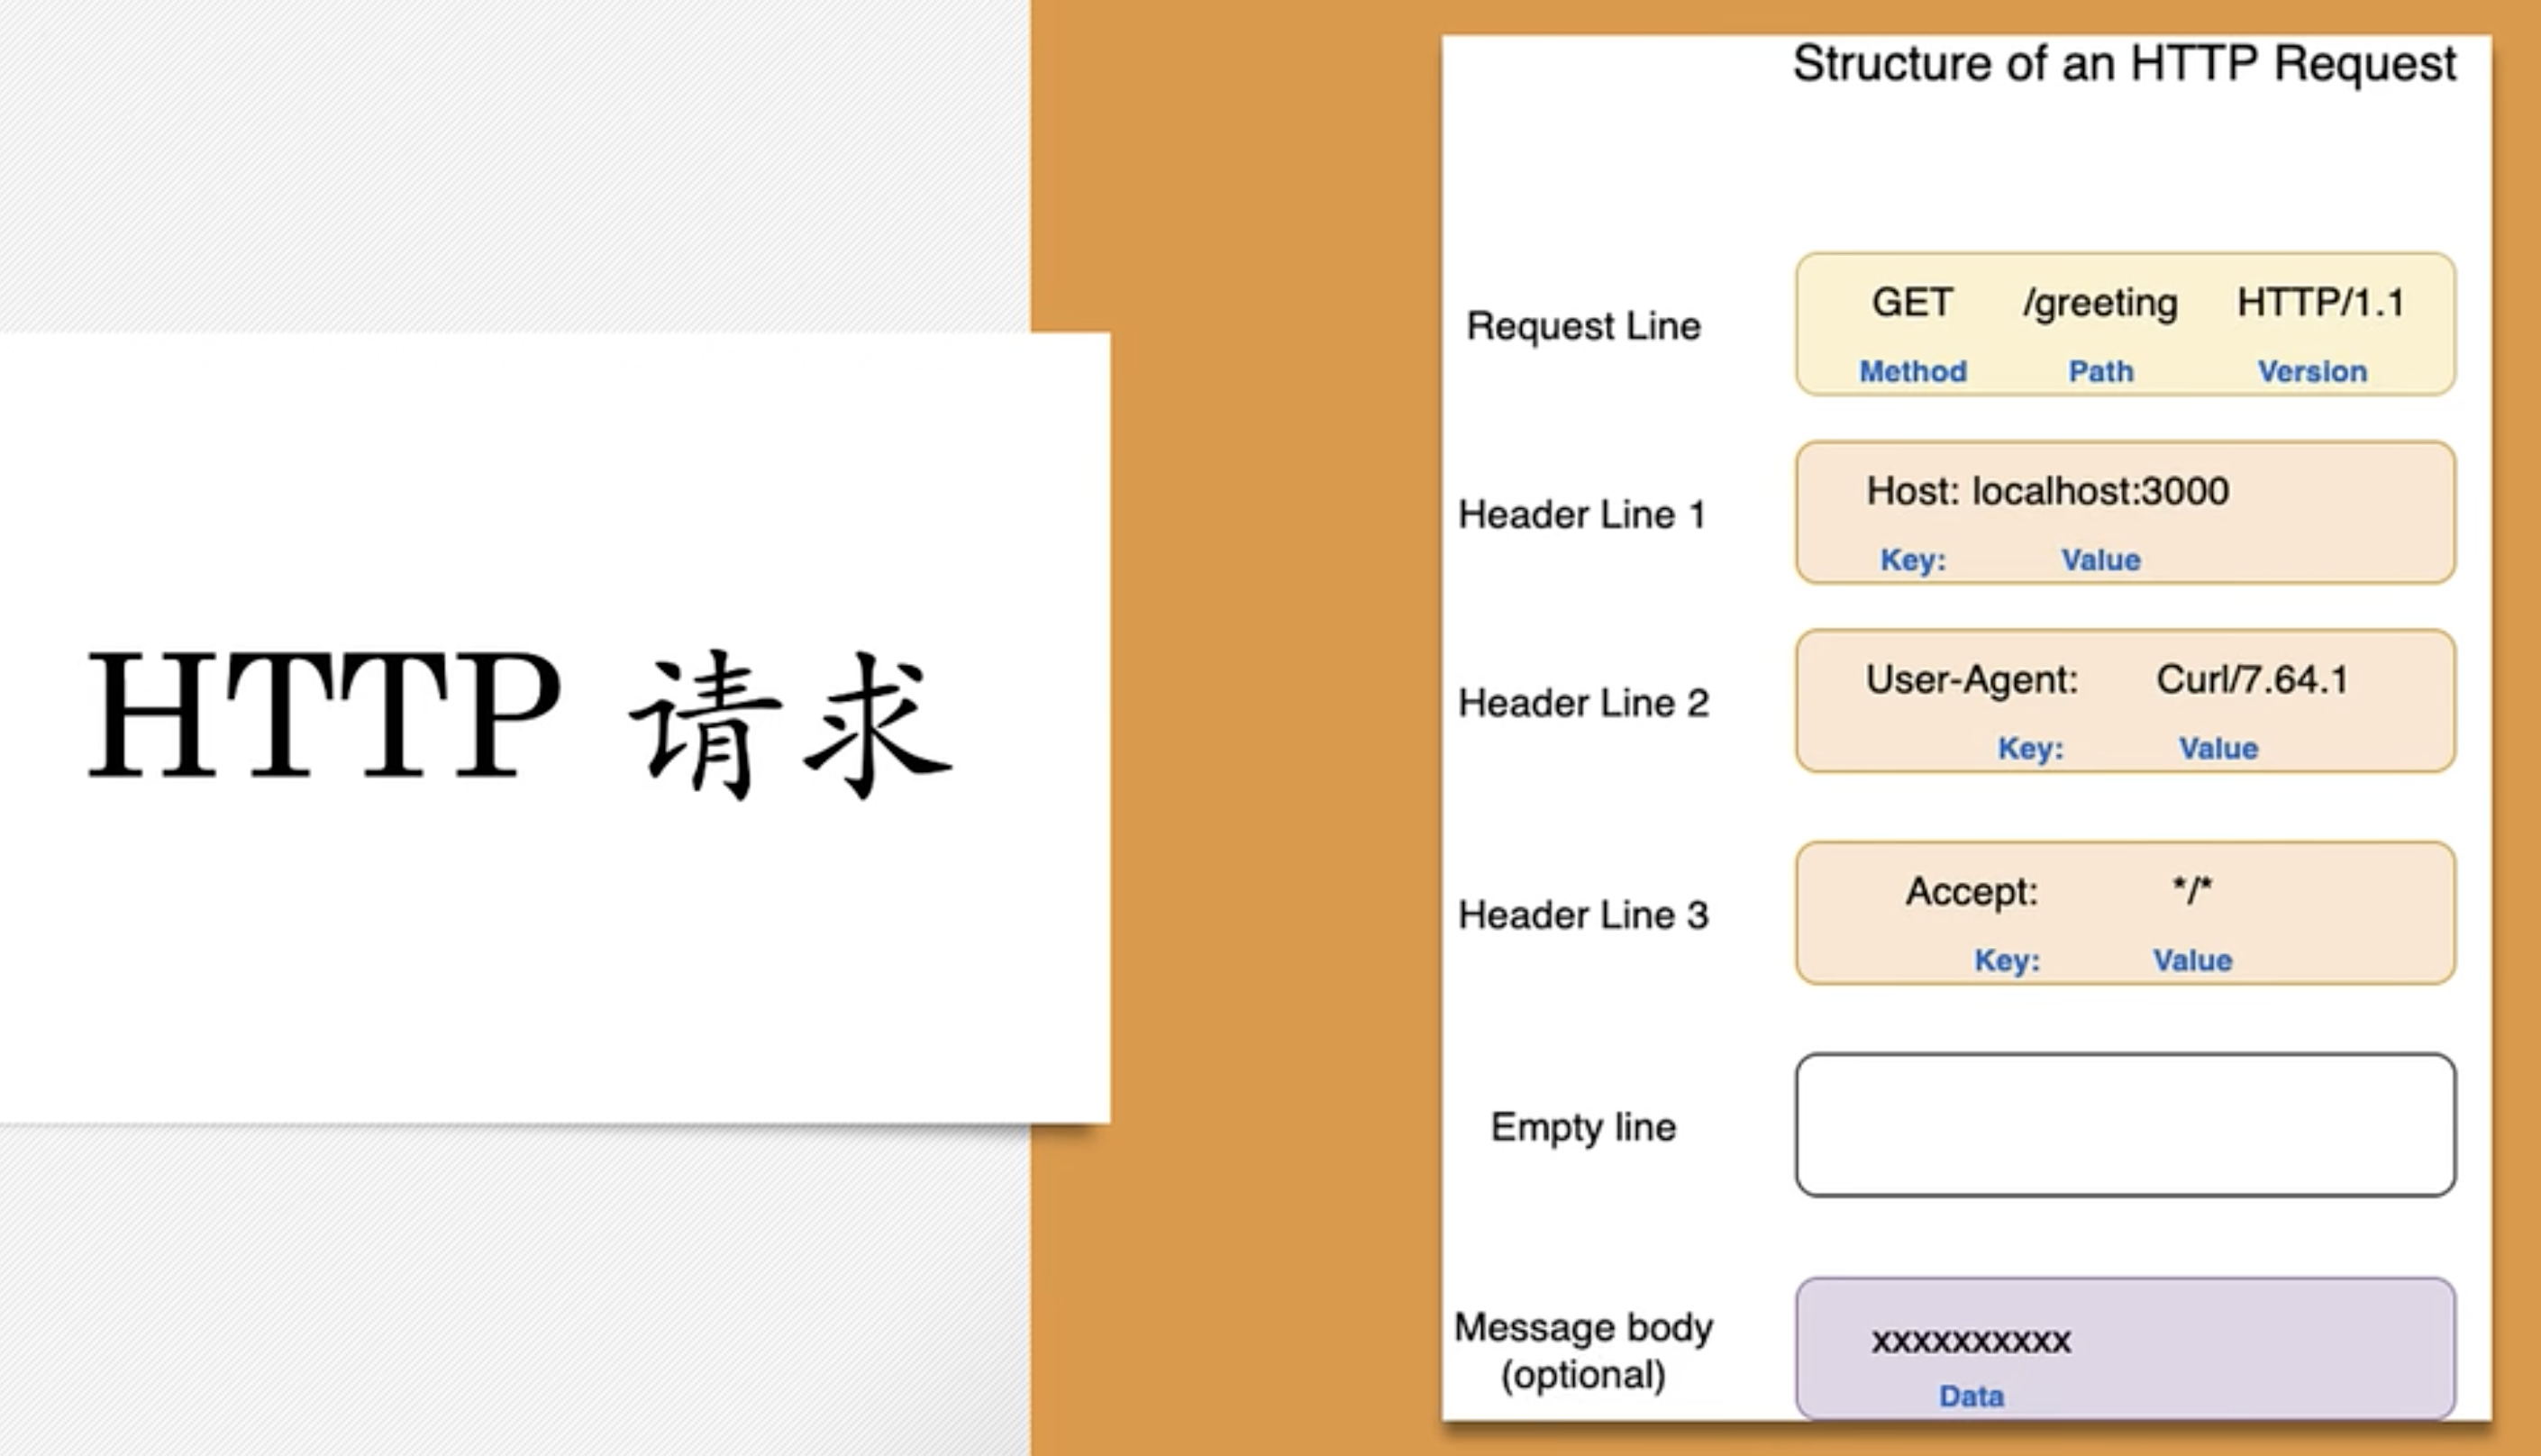 HTTP 请求
Structure of an HTTP Request
Request Line
GET /greeting HTTP/1.1
Method Path Version
Header Line 1
Host: localhost:3000
Key: Value
Header Line 2
User-Agent: Curl/7.64.1
Key: Value
Header Line 3
Accept: */*
Key: Value
Empty line
Message body
(optional)
xxxxxxxxxx
Data